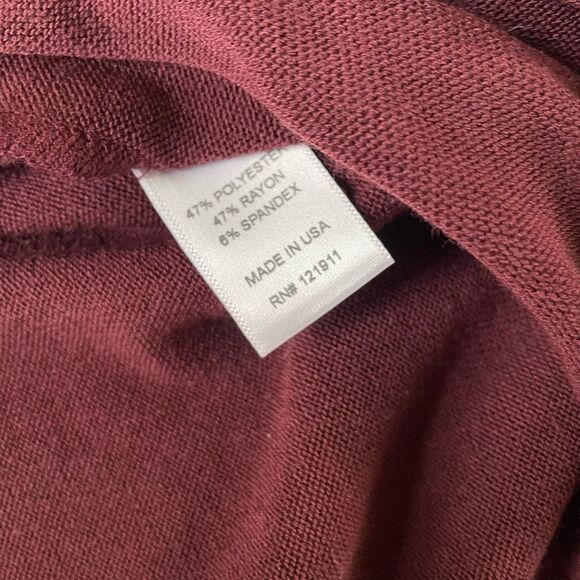 47% POLYESTER
47% RAYON
6% SPANDEX
MADE IN USA
RN# 121911